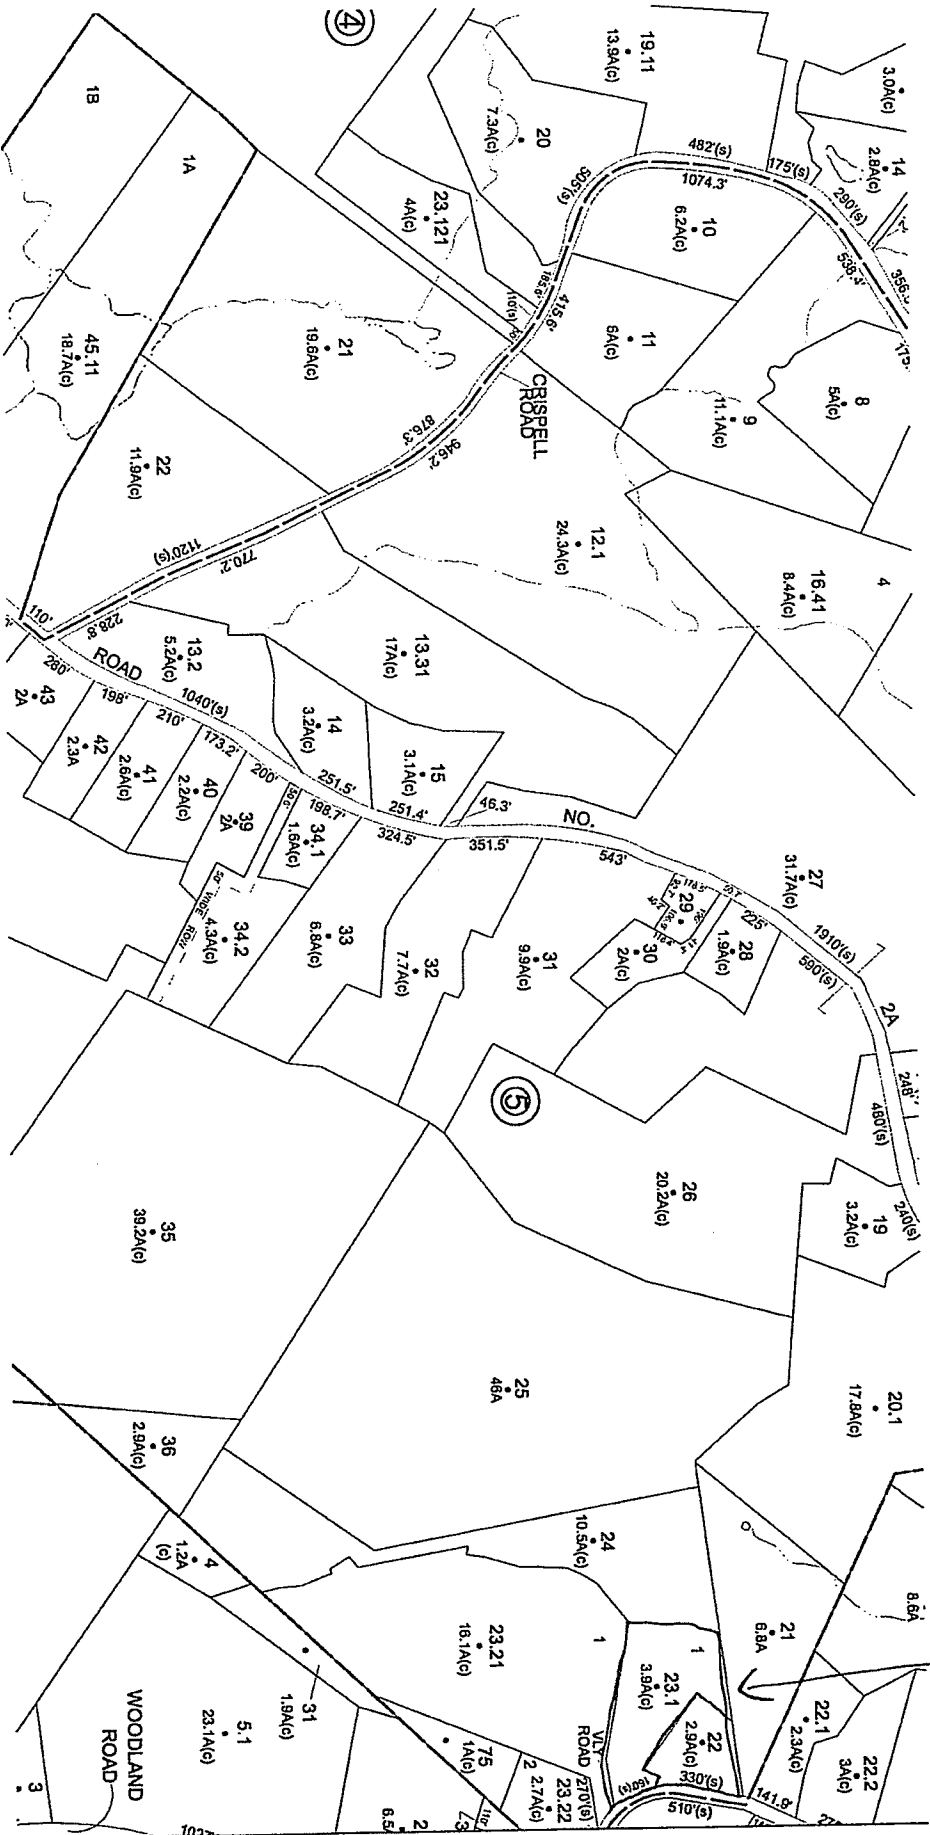 4
19.11
13.9A(c)
3.0A(c)
14
2.8A(c)
20
7.3A(c)
482'(s)
175'(s)
290'(s)
1074.3'
538.4'
505'(s)
1B
1A
23.121
4A(c)
10
6.2A(c)
185.6'
110'(s)
415.6'
11
6A(c)
45.11
18.7A(c)
21
19.6A(c)
CRISPELL
ROAD
8
5A(c)
9
11.1A(c)
22
11.9A(c)
876.3'
946.2'
12.1
24.3A(c)
16.41
8.4A(c)
4
1120'(s)
770.2'
110'
228.8'
280'
ROAD
13.2
5.2A(c)
13.31
17A(c)
43
2A
198'
210'
1040'(s)
173.2'
200'
14
3.2A(c)
15
3.1A(c)
42
2.3A
41
2.6A(c)
40
2.2A(c)
39
2A
251.5'
198.7'
34.1
1.6A(c)
251.4'
324.5'
46.3'
351.5'
NO.
543'
27
31.7A(c)
50' WIDE ROW
34.2
4.3A(c)
33
6.8A(c)
32
7.7A(c)
31
9.9A(c)
29
30
2A(c)
28
1.9A(c)
225'
1910'(s)
590'(s)
2A
248'
480'(s)
240'(s)
5
19
3.2A(c)
26
20.2A(c)
35
39.2A(c)
25
46A
20.1
17.8A(c)
36
2.9A(c)
4
1.2A
(c)
24
10.5A(c)
8.6A
21
6.8A
23.21
16.1A(c)
1
1
23.1
3.9A(c)
22
2.9A(c)
22.1
2.3A(c)
22.2
3A(c)
31
1.9A(c)
5.1
23.1A(c)
WOODLAND
ROAD
75
1A(c)
VLY
ROAD
2
23.22
2.7A(c)
270'(s)
160'(s)
330'(s)
510'(s)
141.9'
110'
3